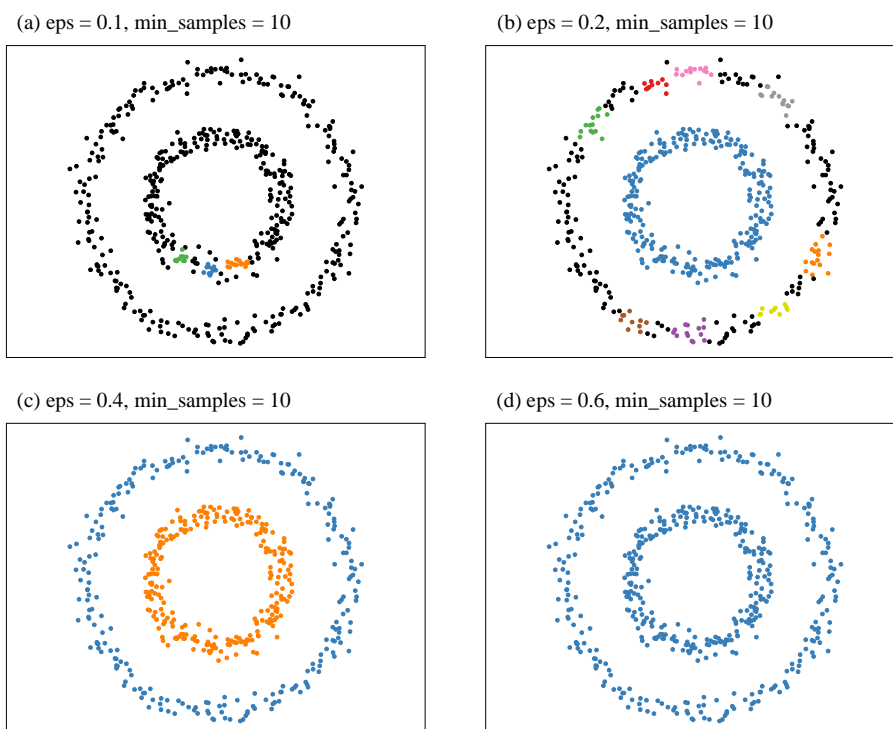 (a) eps = 0.1, min_samples = 10
(b) eps = 0.2, min_samples = 10
(c) eps = 0.4, min_samples = 10
(d) eps = 0.6, min_samples = 10